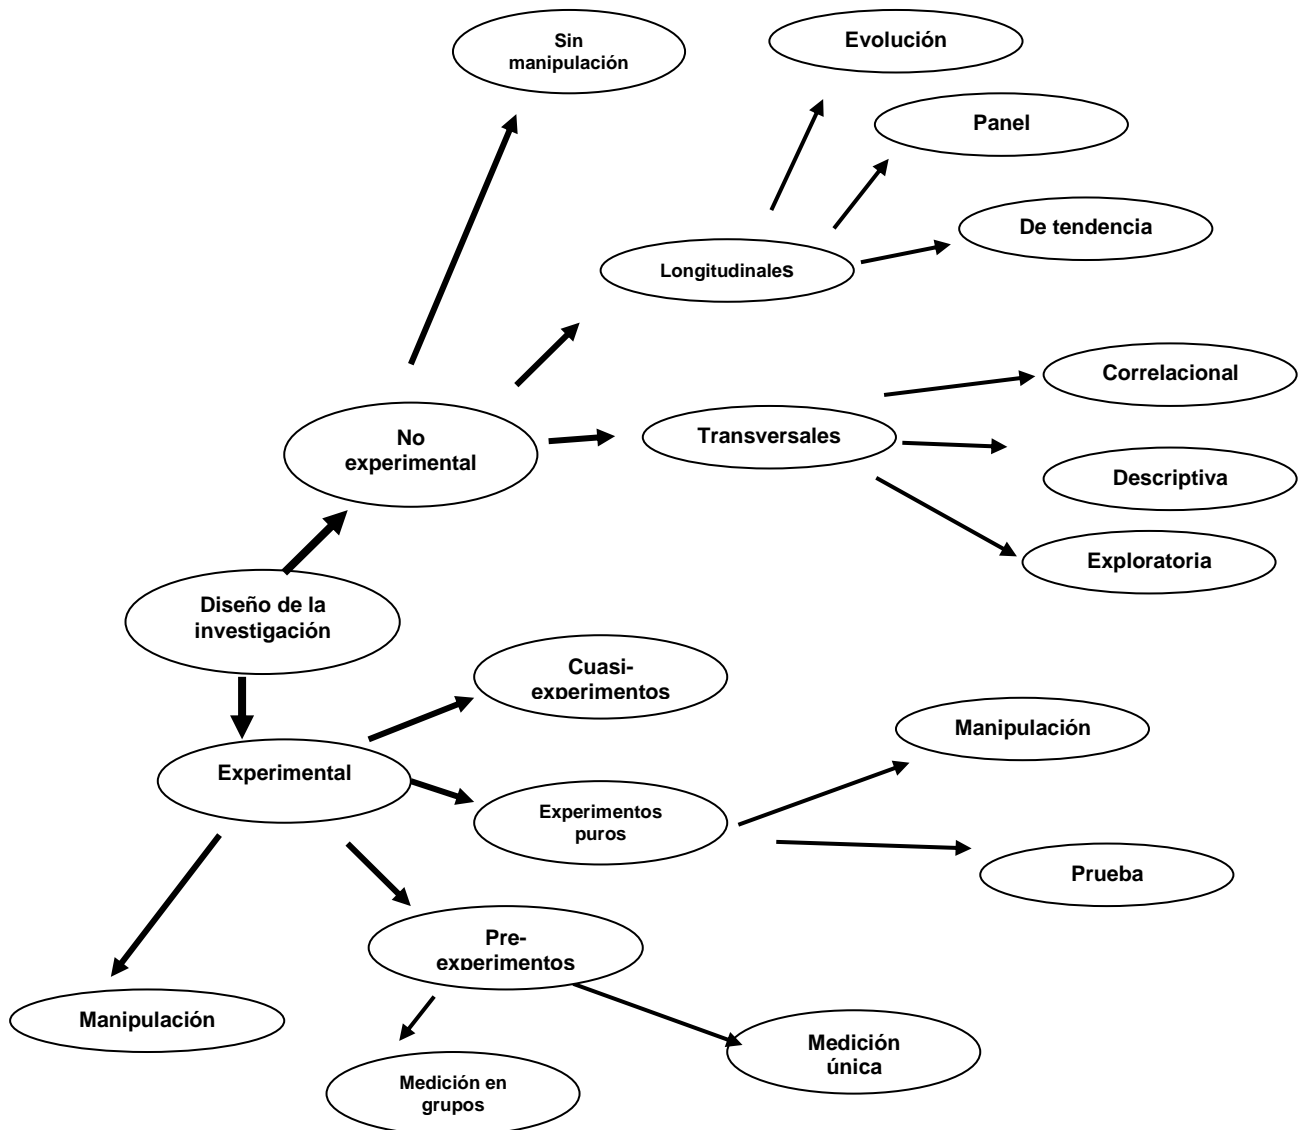 Sin
manipulación
Evolución
Panel
De tendencia
Longitudinales
Correlacional
No
experimental
Transversales
Descriptiva
Exploratoria
Diseño de la
investigación
Cuasi-
experimentos
Manipulación
Experimental
Experimentos
puros
Prueba
Pre-
experimentos
Manipulación
Medición
única
Medición en
grupos